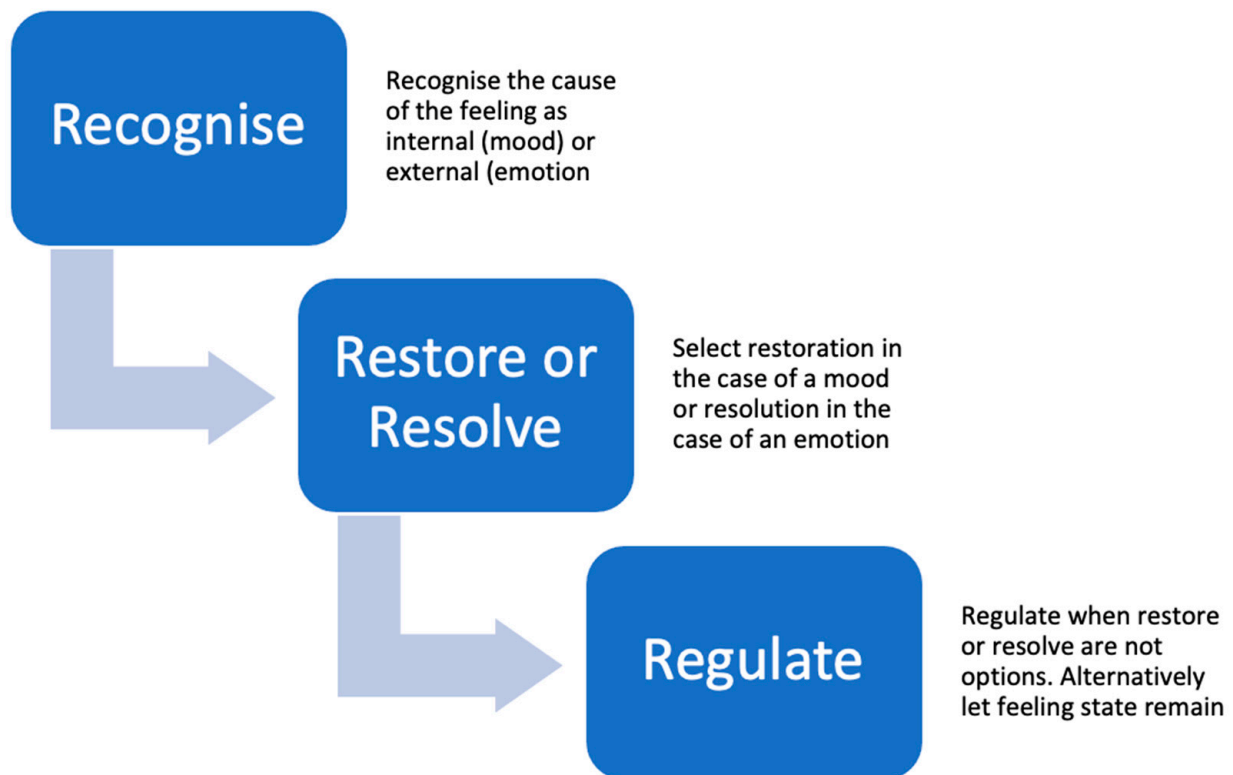 Recognise
Recognise the cause
of the feeling as
internal (mood) or
external (emotion
Restore or
Resolve
Select restoration in
the case of a mood
or resolution in the
case of an emotion
Regulate
Regulate when restore
or resolve are not
options. Alternatively
let feeling state remain